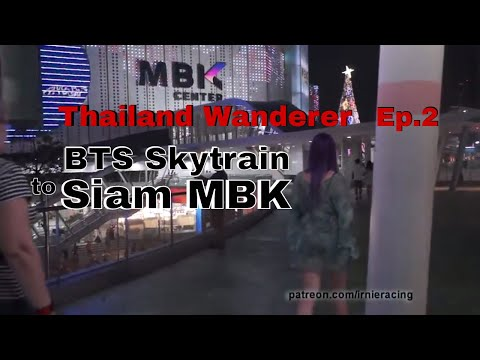 MBK
CENTER
Thailand Wanderer Ep.2
BTS Skytrain
to Siam MBK
patreon.com/irnieracing